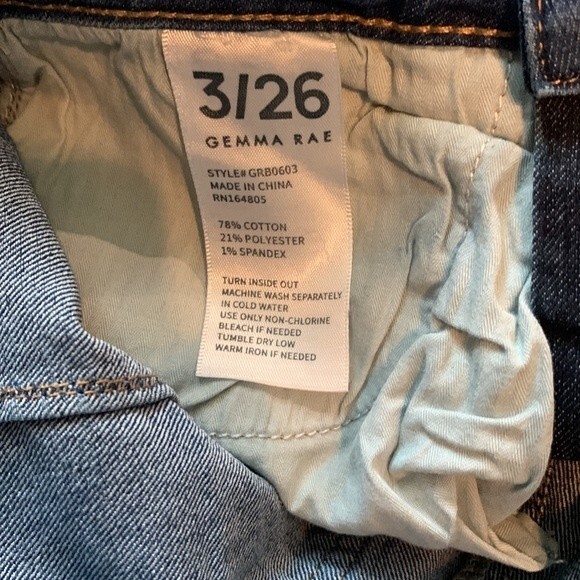 3/26
GEMMA RAE
STYLE# GRB0603
MADE IN CHINA
RN164805
78% COTTON
21% POLYESTER
1% SPANDEX
TURN INSIDE OUT
MACHINE WASH SEPARATELY
IN COLD WATER
USE ONLY NON-CHLORINE
BLEACH IF NEEDED
TUMBLE DRY LOW
WARM IRON IF NEEDED